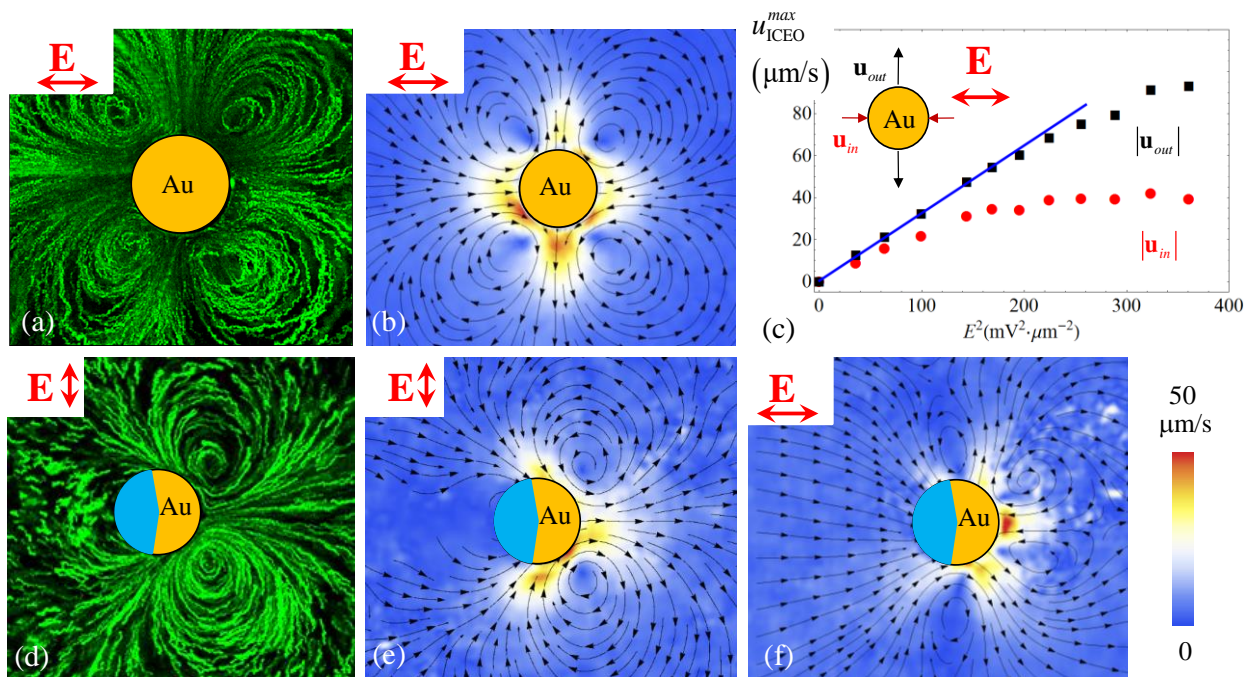 E
Au
(a)
E
Au
(b)
u_ICEO^max
(μm/s)
80
60
40
20
0
0
100
200
300
400
E²(mV²·μm⁻²)
u_out
E
Au
u_in
|u_out|
|u_in|
(c)
E
Au
(d)
E
Au
(e)
E
Au
(f)
50
μm/s
0